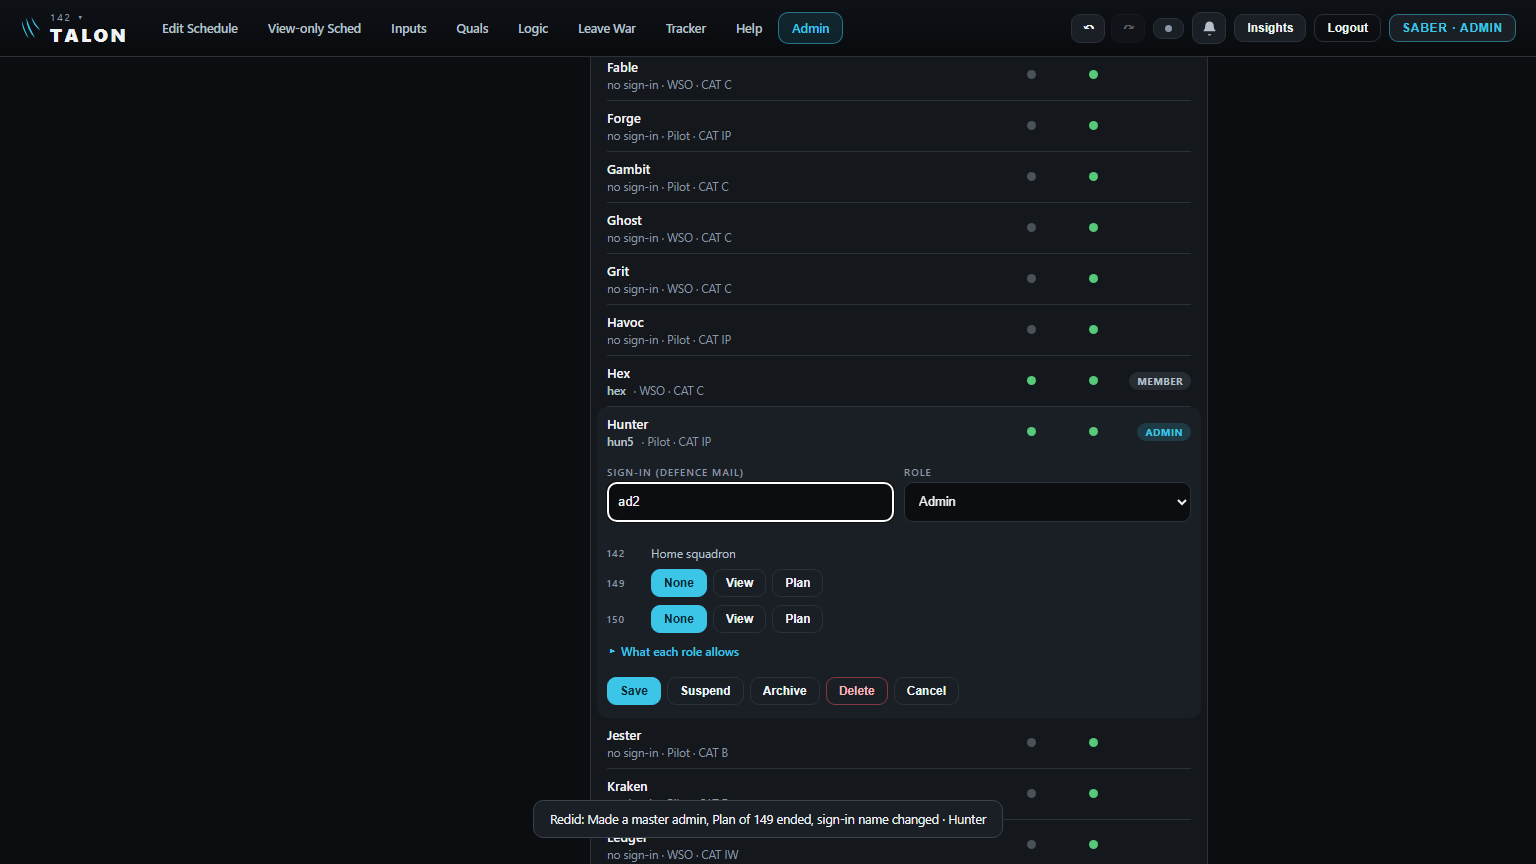 142 ▾
TALON
Edit Schedule
View-only Sched
Inputs
Quals
Logic
Leave War
Tracker
Help
Admin
Insights
Logout
SABER · ADMIN
Fable
no sign-in · WSO · CAT C
Forge
no sign-in · Pilot · CAT IP
Gambit
no sign-in · Pilot · CAT C
Ghost
no sign-in · WSO · CAT C
Grit
no sign-in · WSO · CAT C
Havoc
no sign-in · Pilot · CAT IP
Hex
hex · WSO · CAT C
MEMBER
Hunter
hun5 · Pilot · CAT IP
ADMIN
SIGN-IN (DEFENCE MAIL)
ROLE
ad2
Admin
142 Home squadron
149 None View Plan
150 None View Plan
▸ What each role allows
Save Suspend Archive Delete Cancel
Jester
no sign-in · Pilot · CAT B
Kraken
Redid: Made a master admin, Plan of 149 ended, sign-in name changed · Hunter
Ledger
no sign-in · WSO · CAT IW